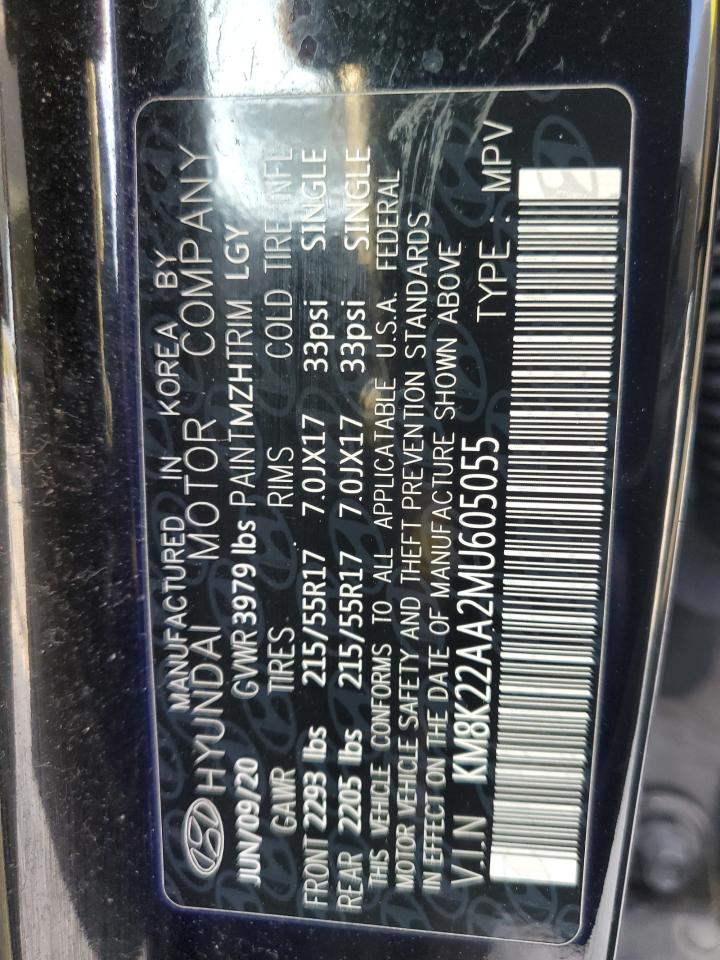 MANUFACTURED IN KOREA BY
HYUNDAI MOTOR COMPANY
JUN/09/20 GVWR 3979 lbs PAINT MZH TRIM LGY
GAWR TIRES RIMS COLD TIRE INFL
FRONT 2293 lbs 215/55R17 7.0JX17 33psi SINGLE
REAR 2205 lbs 215/55R17 7.0JX17 33psi SINGLE
THIS VEHICLE CONFORMS TO ALL APPLICATABLE U.S.A. FEDERAL
MOTOR VEHICLE SAFETY AND THEFT PREVENTION STANDARDS
IN EFFECT ON THE DATE OF MANUFACTURE SHOWN ABOVE
V.I.N KM8K22AA2MU605055 TYPE : MPV